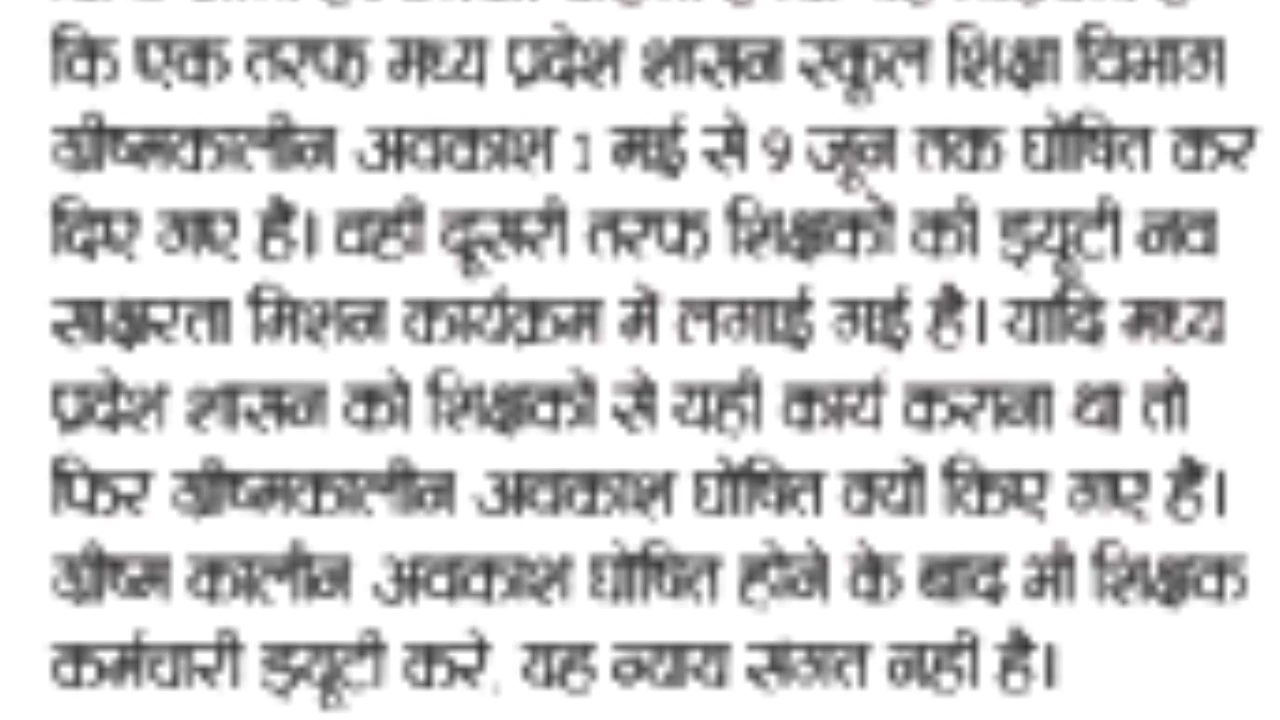 कि एक तरफ मध्य प्रदेश शासन स्कूल शिक्षा विभाग
ग्रीष्मकालीन अवकाश 1 मई से 9 जून तक घोषित कर
दिए गए हैं। वही दूसरी तरफ शिक्षकों की ड्यूटी नव
साक्षरता मिशन कार्यक्रम में लगाई गई है। यदि मध्य
प्रदेश शासन को शिक्षकों से यही कार्य कराना था तो
फिर ग्रीष्मकालीन अवकाश घोषित क्यों किए गए हैं।
ग्रीष्म कालीन अवकाश घोषित होने के बाद भी शिक्षक
कर्मचारी ड्यूटी करे, यह न्याय संगत नहीं है।